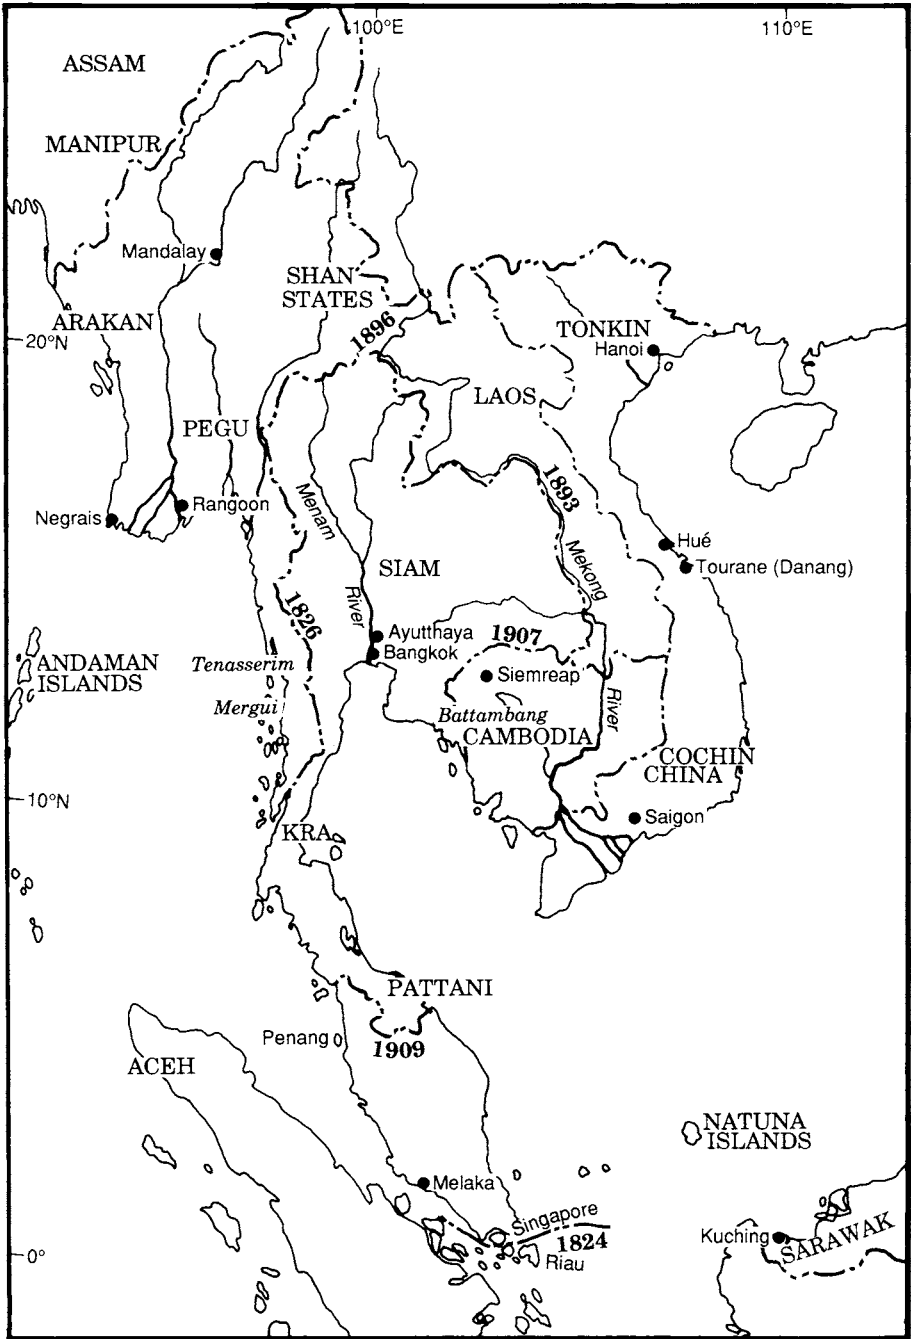 100°E
110°E
ASSAM
MANIPUR
Mandalay
SHAN
STATES
ARAKAN
1896
TONKIN
20°N
Hanoi
LAOS
PEGU
1893
Menam
Negrais
Rangoon
Hué
SIAM
Mekong
Tourane (Danang)
River
1826
Ayutthaya
1907
ANDAMAN
ISLANDS
Tenasserim
Bangkok
Siemreap
Mergui
Battambang
River
CAMBODIA
COCHIN
CHINA
10°N
Saigon
KRA
PATTANI
Penang
1909
ACEH
NATUNA
ISLANDS
Melaka
Singapore
Kuching
SARAWAK
1824
0°
Riau